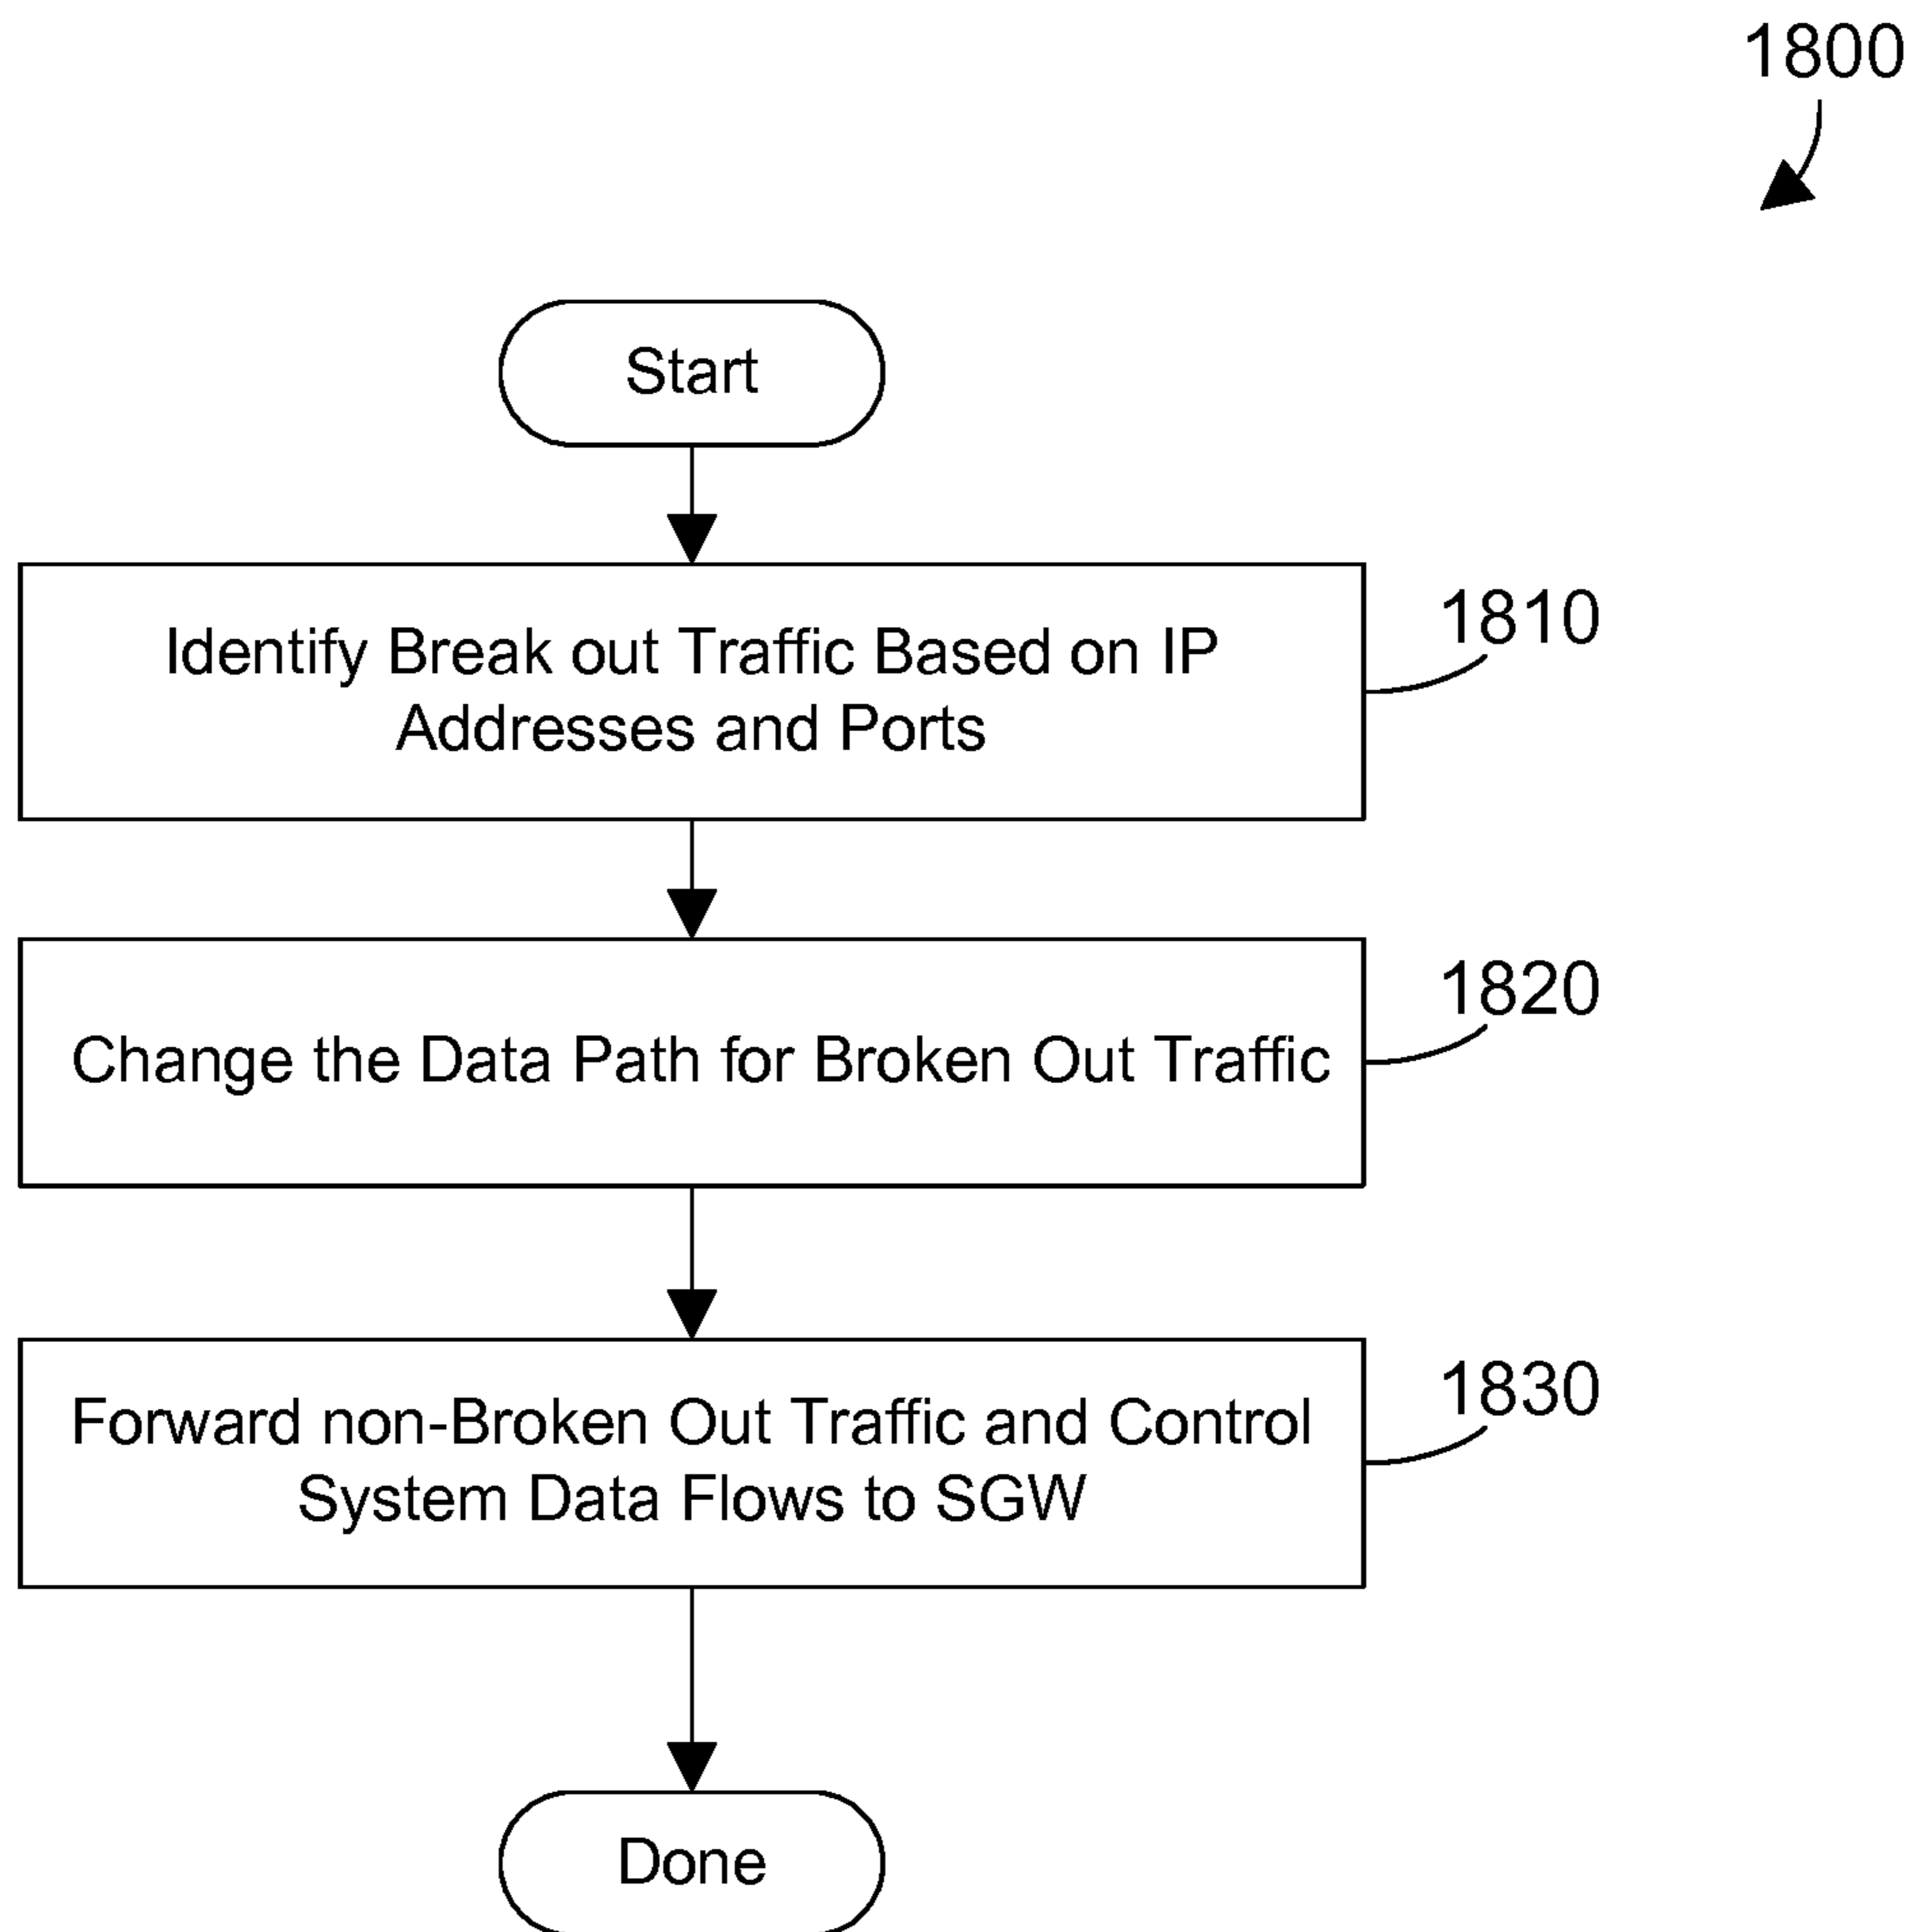 1800
Start
Identify Break out Traffic Based on IP
Addresses and Ports
1810
Change the Data Path for Broken Out Traffic
1820
Forward non-Broken Out Traffic and Control
System Data Flows to SGW
1830
Done